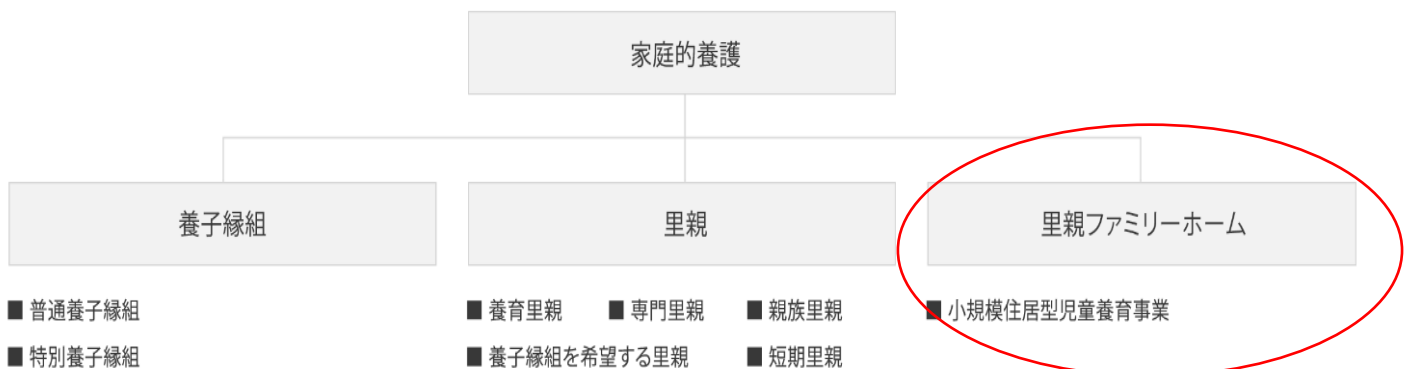 家庭的養護
養子縁組
里親
里親ファミリーホーム
■ 普通養子縁組
■ 特別養子縁組
■ 養育里親 ■ 専門里親 ■ 親族里親
■ 養子縁組を希望する里親 ■ 短期里親
■ 小規模住居型児童養育事業